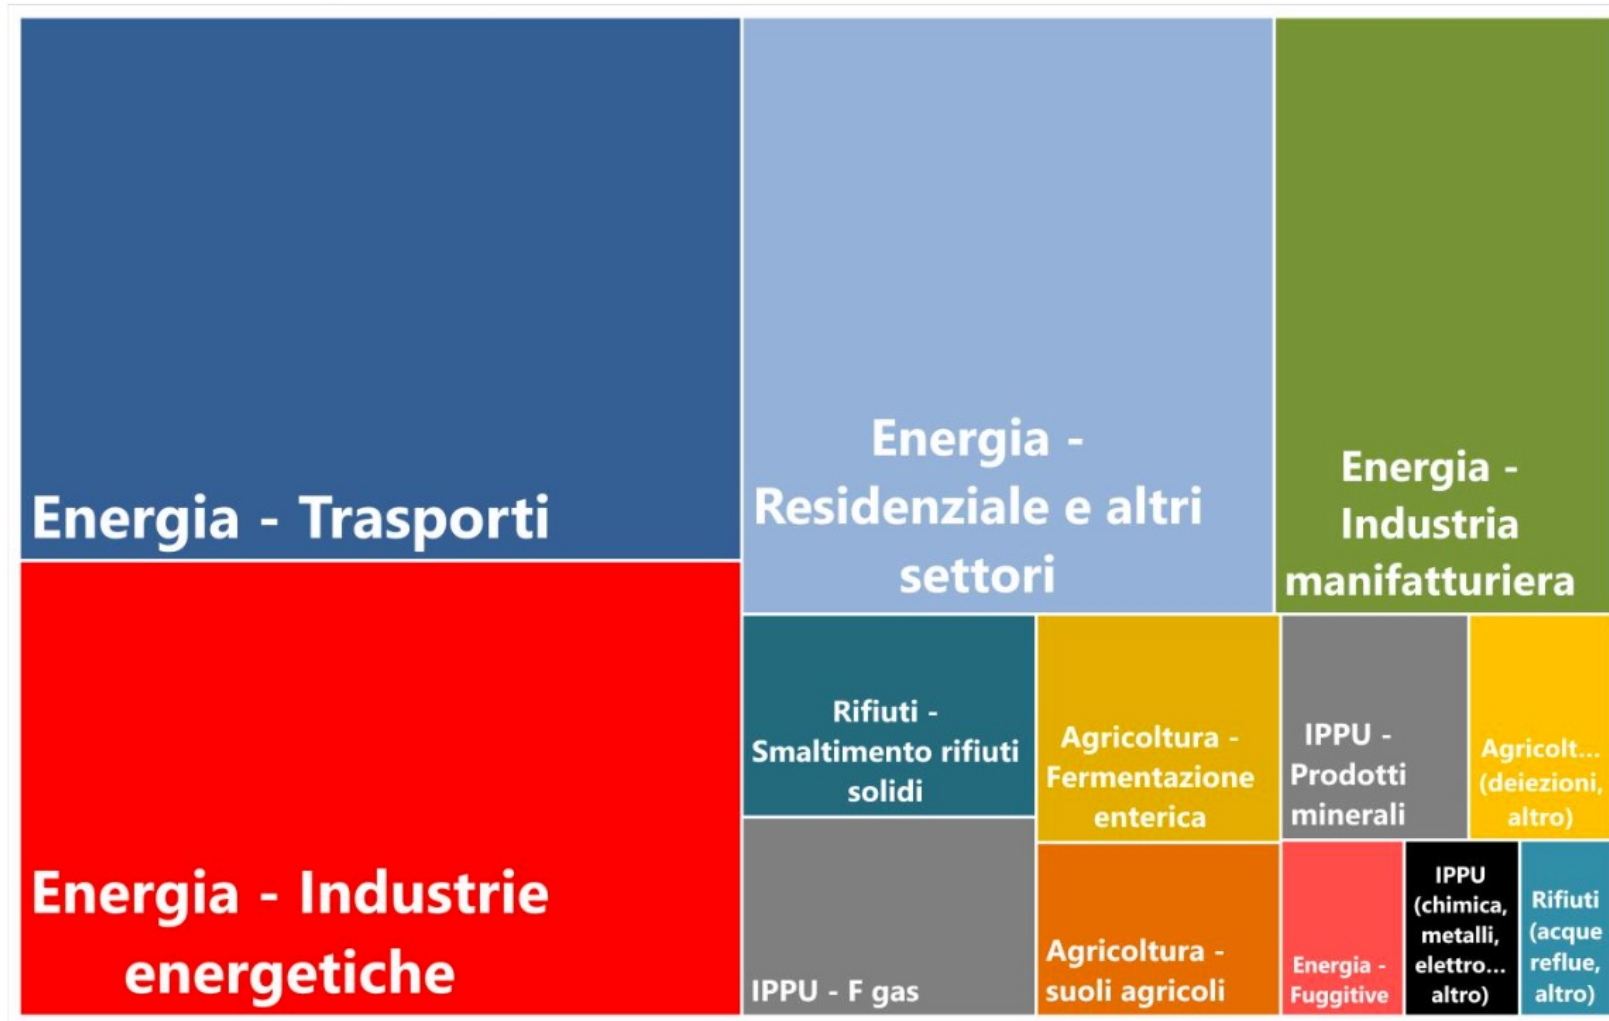 Energia - Trasporti
Energia - Industrie
energetiche
Energia -
Residenziale e altri
settori
Energia -
Industria
manifatturiera
Rifiuti -
Smaltimento rifiuti
solidi
IPPU - F gas
Agricoltura -
Fermentazione
enterica
Agricoltura -
suoli agricoli
IPPU -
Prodotti
minerali
Agricolt...
(deiezioni,
altro)
Energia -
Fuggitive
IPPU
(chimica,
metalli,
elettro...
altro)
Rifiuti
(acque
reflue,
altro)